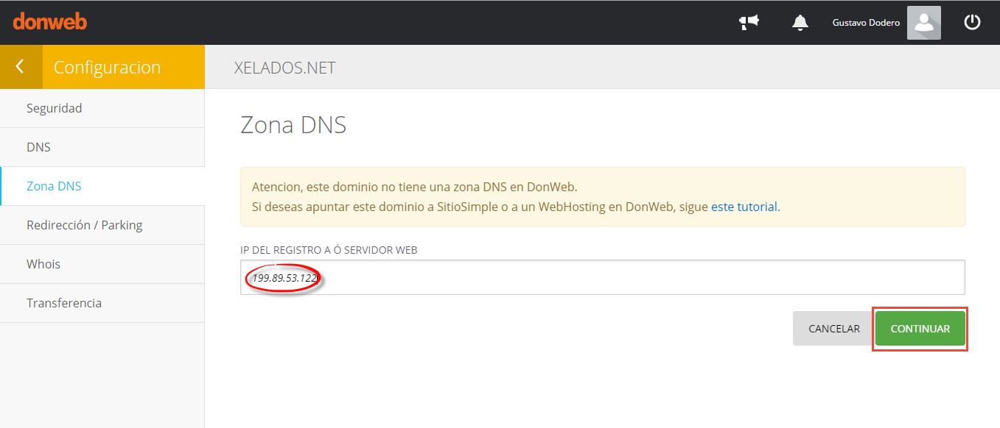 donweb
Gustavo Dodero
Configuracion
XELADOS.NET
Seguridad
DNS
Zona DNS
Redirección / Parking
Whois
Transferencia
Zona DNS
Atencion, este dominio no tiene una zona DNS en DonWeb.
Si deseas apuntar este dominio a SitioSimple o a un WebHosting en DonWeb, sigue este tutorial.
IP DEL REGISTRO A Ó SERVIDOR WEB
199.89.53.122
CANCELAR
CONTINUAR